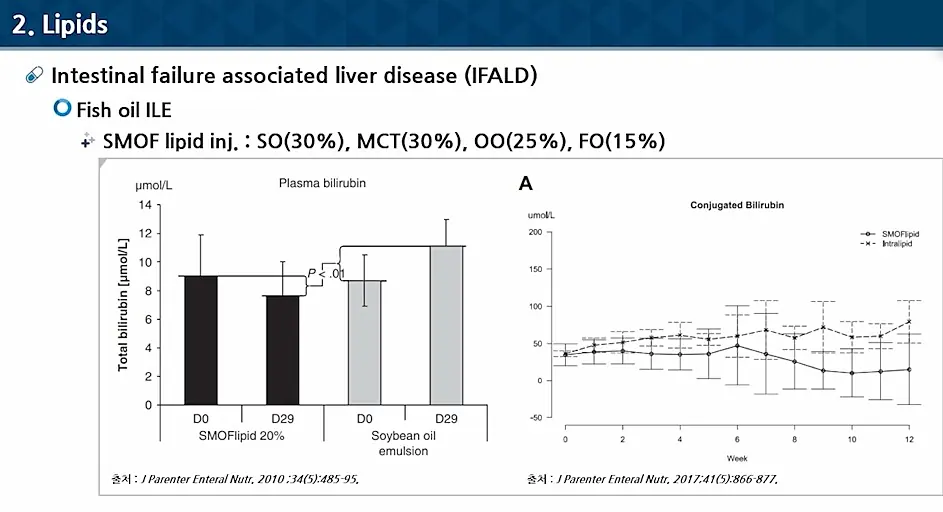 2. Lipids
Intestinal failure associated liver disease (IFALD)
Fish oil ILE
SMOF lipid inj. : SO(30%), MCT(30%), OO(25%), FO(15%)
µmol/L
Plasma bilirubin
Total bilirubin [µmol/L]
14
12
10
8
6
4
2
0
P < .01
D0
D29
D0
D29
SMOFlipid 20%
Soybean oil
emulsion
출처 : J Parenter Enteral Nutr. 2010 ;34(5):485-95.
A
Conjugated Bilirubin
umol/L
SMOFlipid
Intralipid
200
150
100
50
0
-50
0
2
4
6
8
10
12
Week
출처 : J Parenter Enteral Nutr. 2017;41(5):866-877.